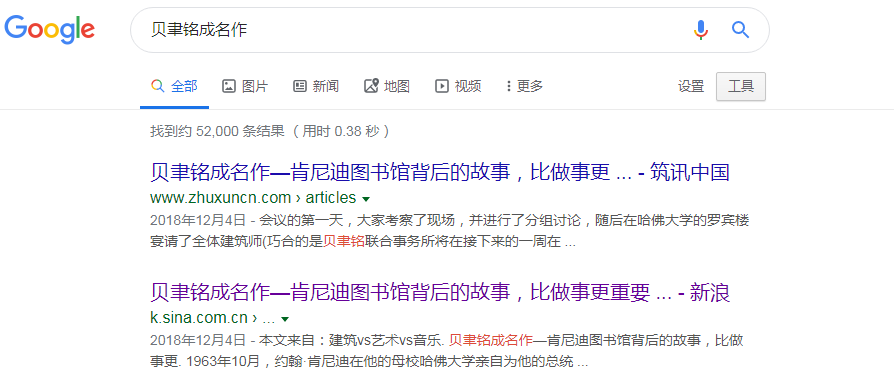 Google
贝聿铭成名作
全部 图片 新闻 地图 视频 更多 设置 工具
找到约 52,000 条结果 （用时 0.38 秒）
贝聿铭成名作—肯尼迪图书馆背后的故事，比做事更 ... - 筑讯中国
www.zhuxuncn.com › articles
2018年12月4日 - 会议的第一天，大家考察了现场，并进行了分组讨论，随后在哈佛大学的罗宾楼
宴请了全体建筑师(巧合的是贝聿铭联合事务所将在接下来的一周在 ...
贝聿铭成名作—肯尼迪图书馆背后的故事，比做事更重要 ... - 新浪
k.sina.com.cn › ...
2018年12月4日 - 本文来自：建筑vs艺术vs音乐. 贝聿铭成名作—肯尼迪图书馆背后的故事，比做
事更. 1963年10月，约翰·肯尼迪在他的母校哈佛大学亲自为他的总统 ...